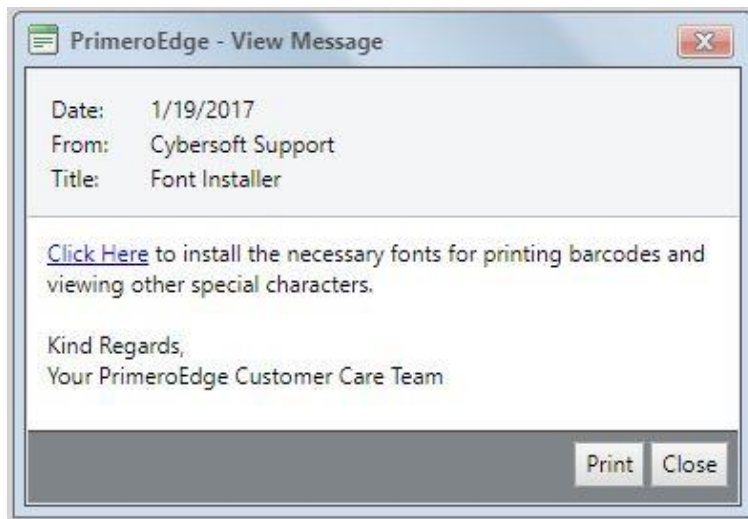 PrimeroEdge - View Message
Date: 1/19/2017
From: Cybersoft Support
Title: Font Installer
Click Here to install the necessary fonts for printing barcodes and
viewing other special characters.
Kind Regards,
Your PrimeroEdge Customer Care Team
Print Close